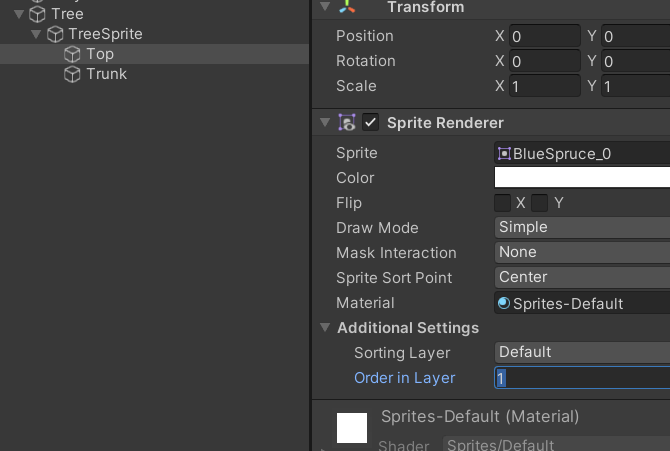 Tree
TreeSprite
Top
Trunk
Transform
Position X 0 Y 0
Rotation X 0 Y 0
Scale X 1 Y 1
Sprite Renderer
Sprite BlueSpruce_0
Color
Flip X Y
Draw Mode Simple
Mask Interaction None
Sprite Sort Point Center
Material Sprites-Default
Additional Settings
Sorting Layer Default
Order in Layer 1
Sprites-Default (Material)
Shader Sprites/Default